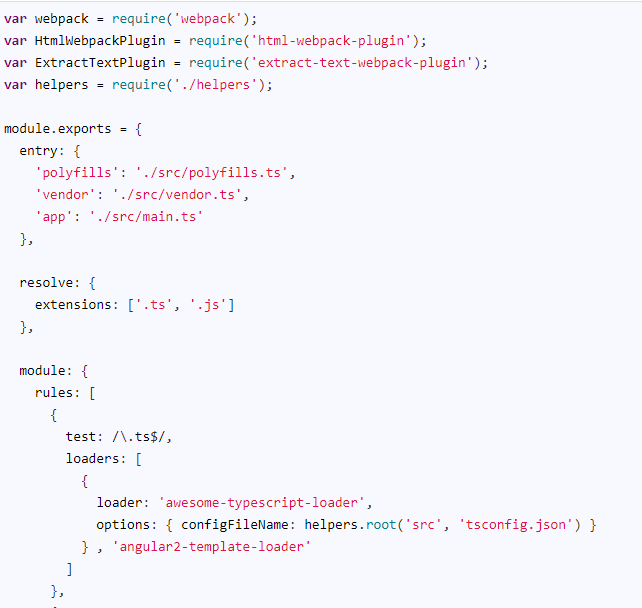 var webpack = require('webpack');
var HtmlWebpackPlugin = require('html-webpack-plugin');
var ExtractTextPlugin = require('extract-text-webpack-plugin');
var helpers = require('./helpers');

module.exports = {
  entry: {
    'polyfills': './src/polyfills.ts',
    'vendor': './src/vendor.ts',
    'app': './src/main.ts'
  },

  resolve: {
    extensions: ['.ts', '.js']
  },

  module: {
    rules: [
      {
        test: /\.ts$/,
        loaders: [
          {
            loader: 'awesome-typescript-loader',
            options: { configFileName: helpers.root('src', 'tsconfig.json') }
          } , 'angular2-template-loader'
        ]
      },